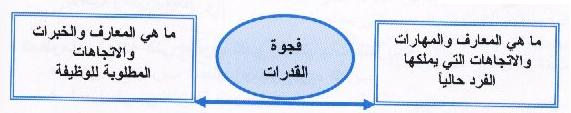 ما هي المعارف والمهارات
والاتجاهات التي يملكها
الفرد حالياً
فجوة
القدرات
ما هي المعارف والخبرات
والاتجاهات
المطلوبة للوظيفة